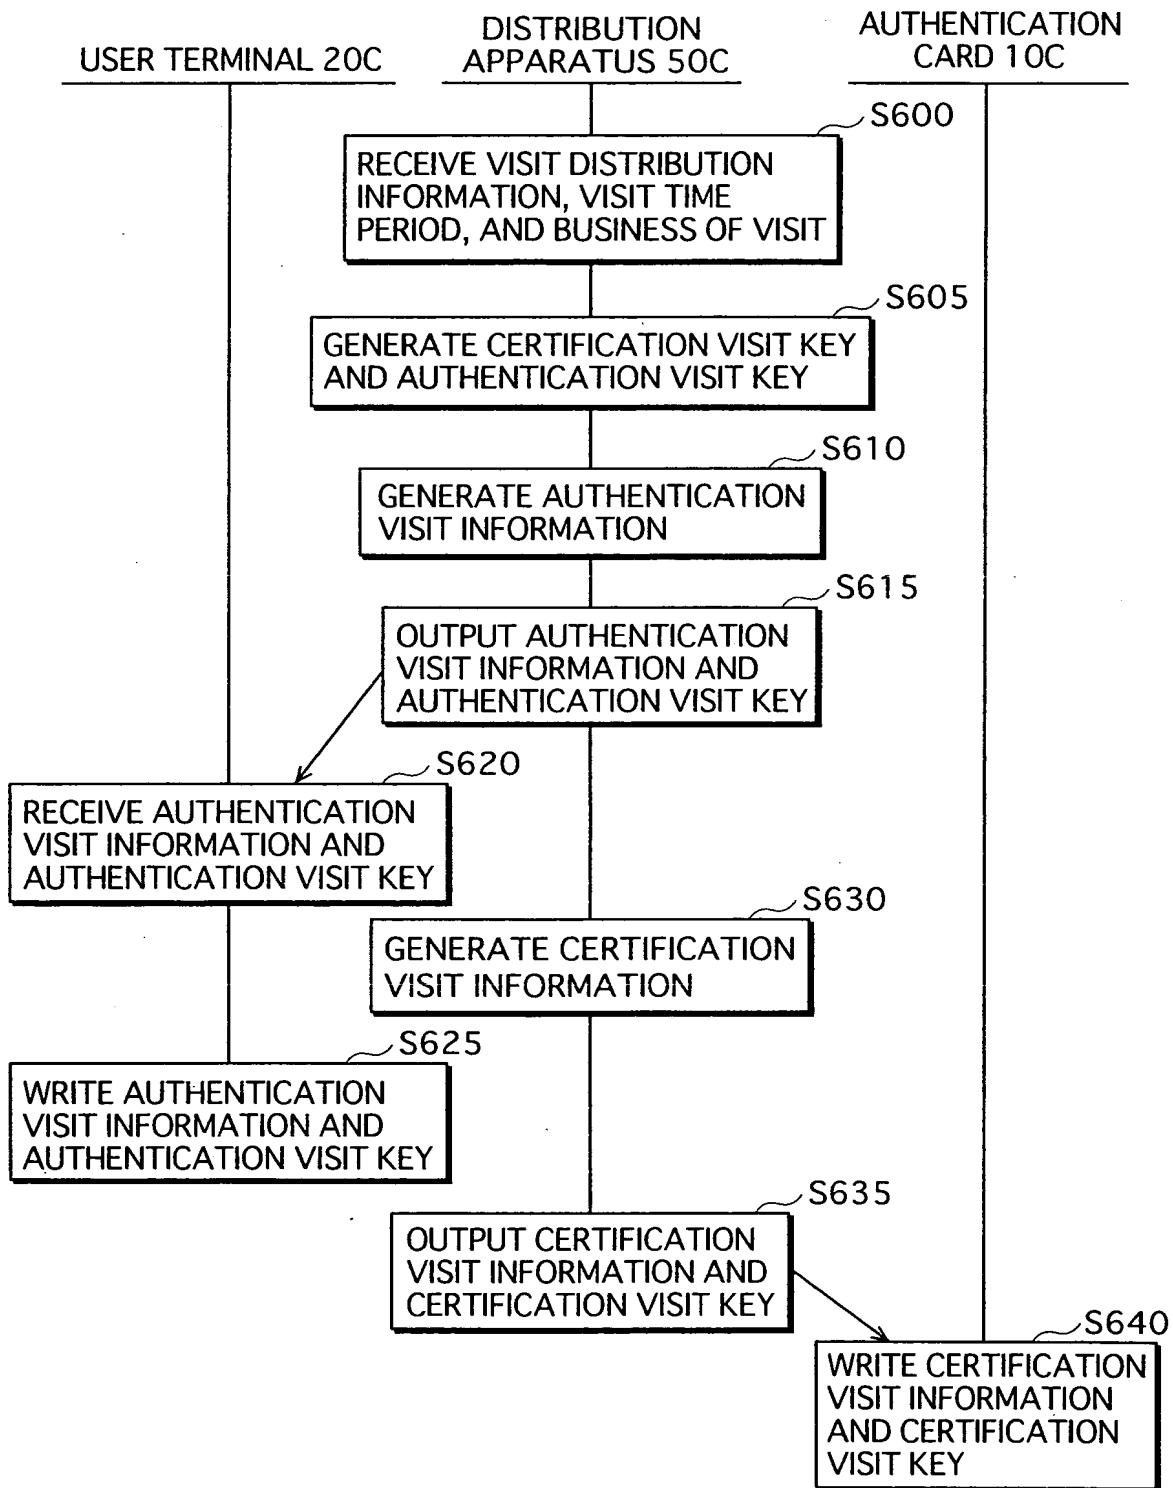 USER TERMINAL 20C
DISTRIBUTION
APPARATUS 50C
AUTHENTICATION
CARD 10C
S600
RECEIVE VISIT DISTRIBUTION
INFORMATION, VISIT TIME
PERIOD, AND BUSINESS OF VISIT
S605
GENERATE CERTIFICATION VISIT KEY
AND AUTHENTICATION VISIT KEY
S610
GENERATE AUTHENTICATION
VISIT INFORMATION
S615
OUTPUT AUTHENTICATION
VISIT INFORMATION AND
AUTHENTICATION VISIT KEY
S620
RECEIVE AUTHENTICATION
VISIT INFORMATION AND
AUTHENTICATION VISIT KEY
S630
GENERATE CERTIFICATION
VISIT INFORMATION
S625
WRITE AUTHENTICATION
VISIT INFORMATION AND
AUTHENTICATION VISIT KEY
S635
OUTPUT CERTIFICATION
VISIT INFORMATION AND
CERTIFICATION VISIT KEY
S640
WRITE CERTIFICATION
VISIT INFORMATION
AND CERTIFICATION
VISIT KEY